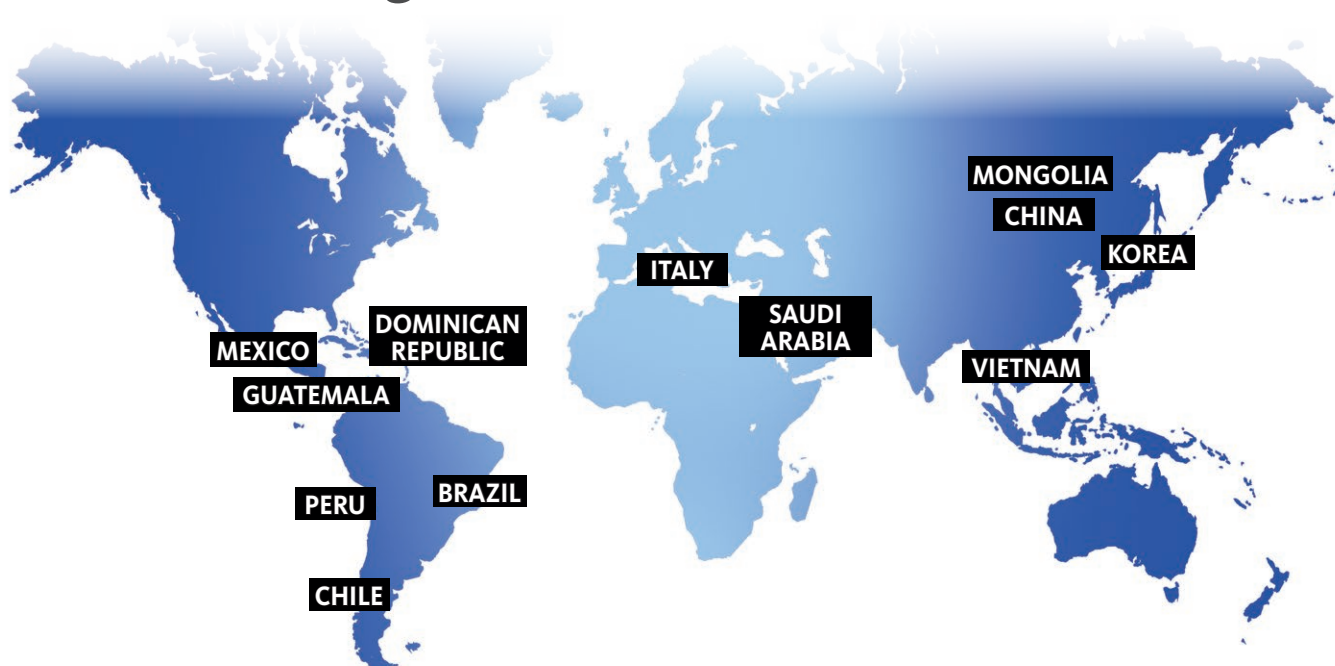 MONGOLIA
CHINA
KOREA
ITALY
SAUDI
ARABIA
DOMINICAN
REPUBLIC
MEXICO
VIETNAM
GUATEMALA
BRAZIL
PERU
CHILE